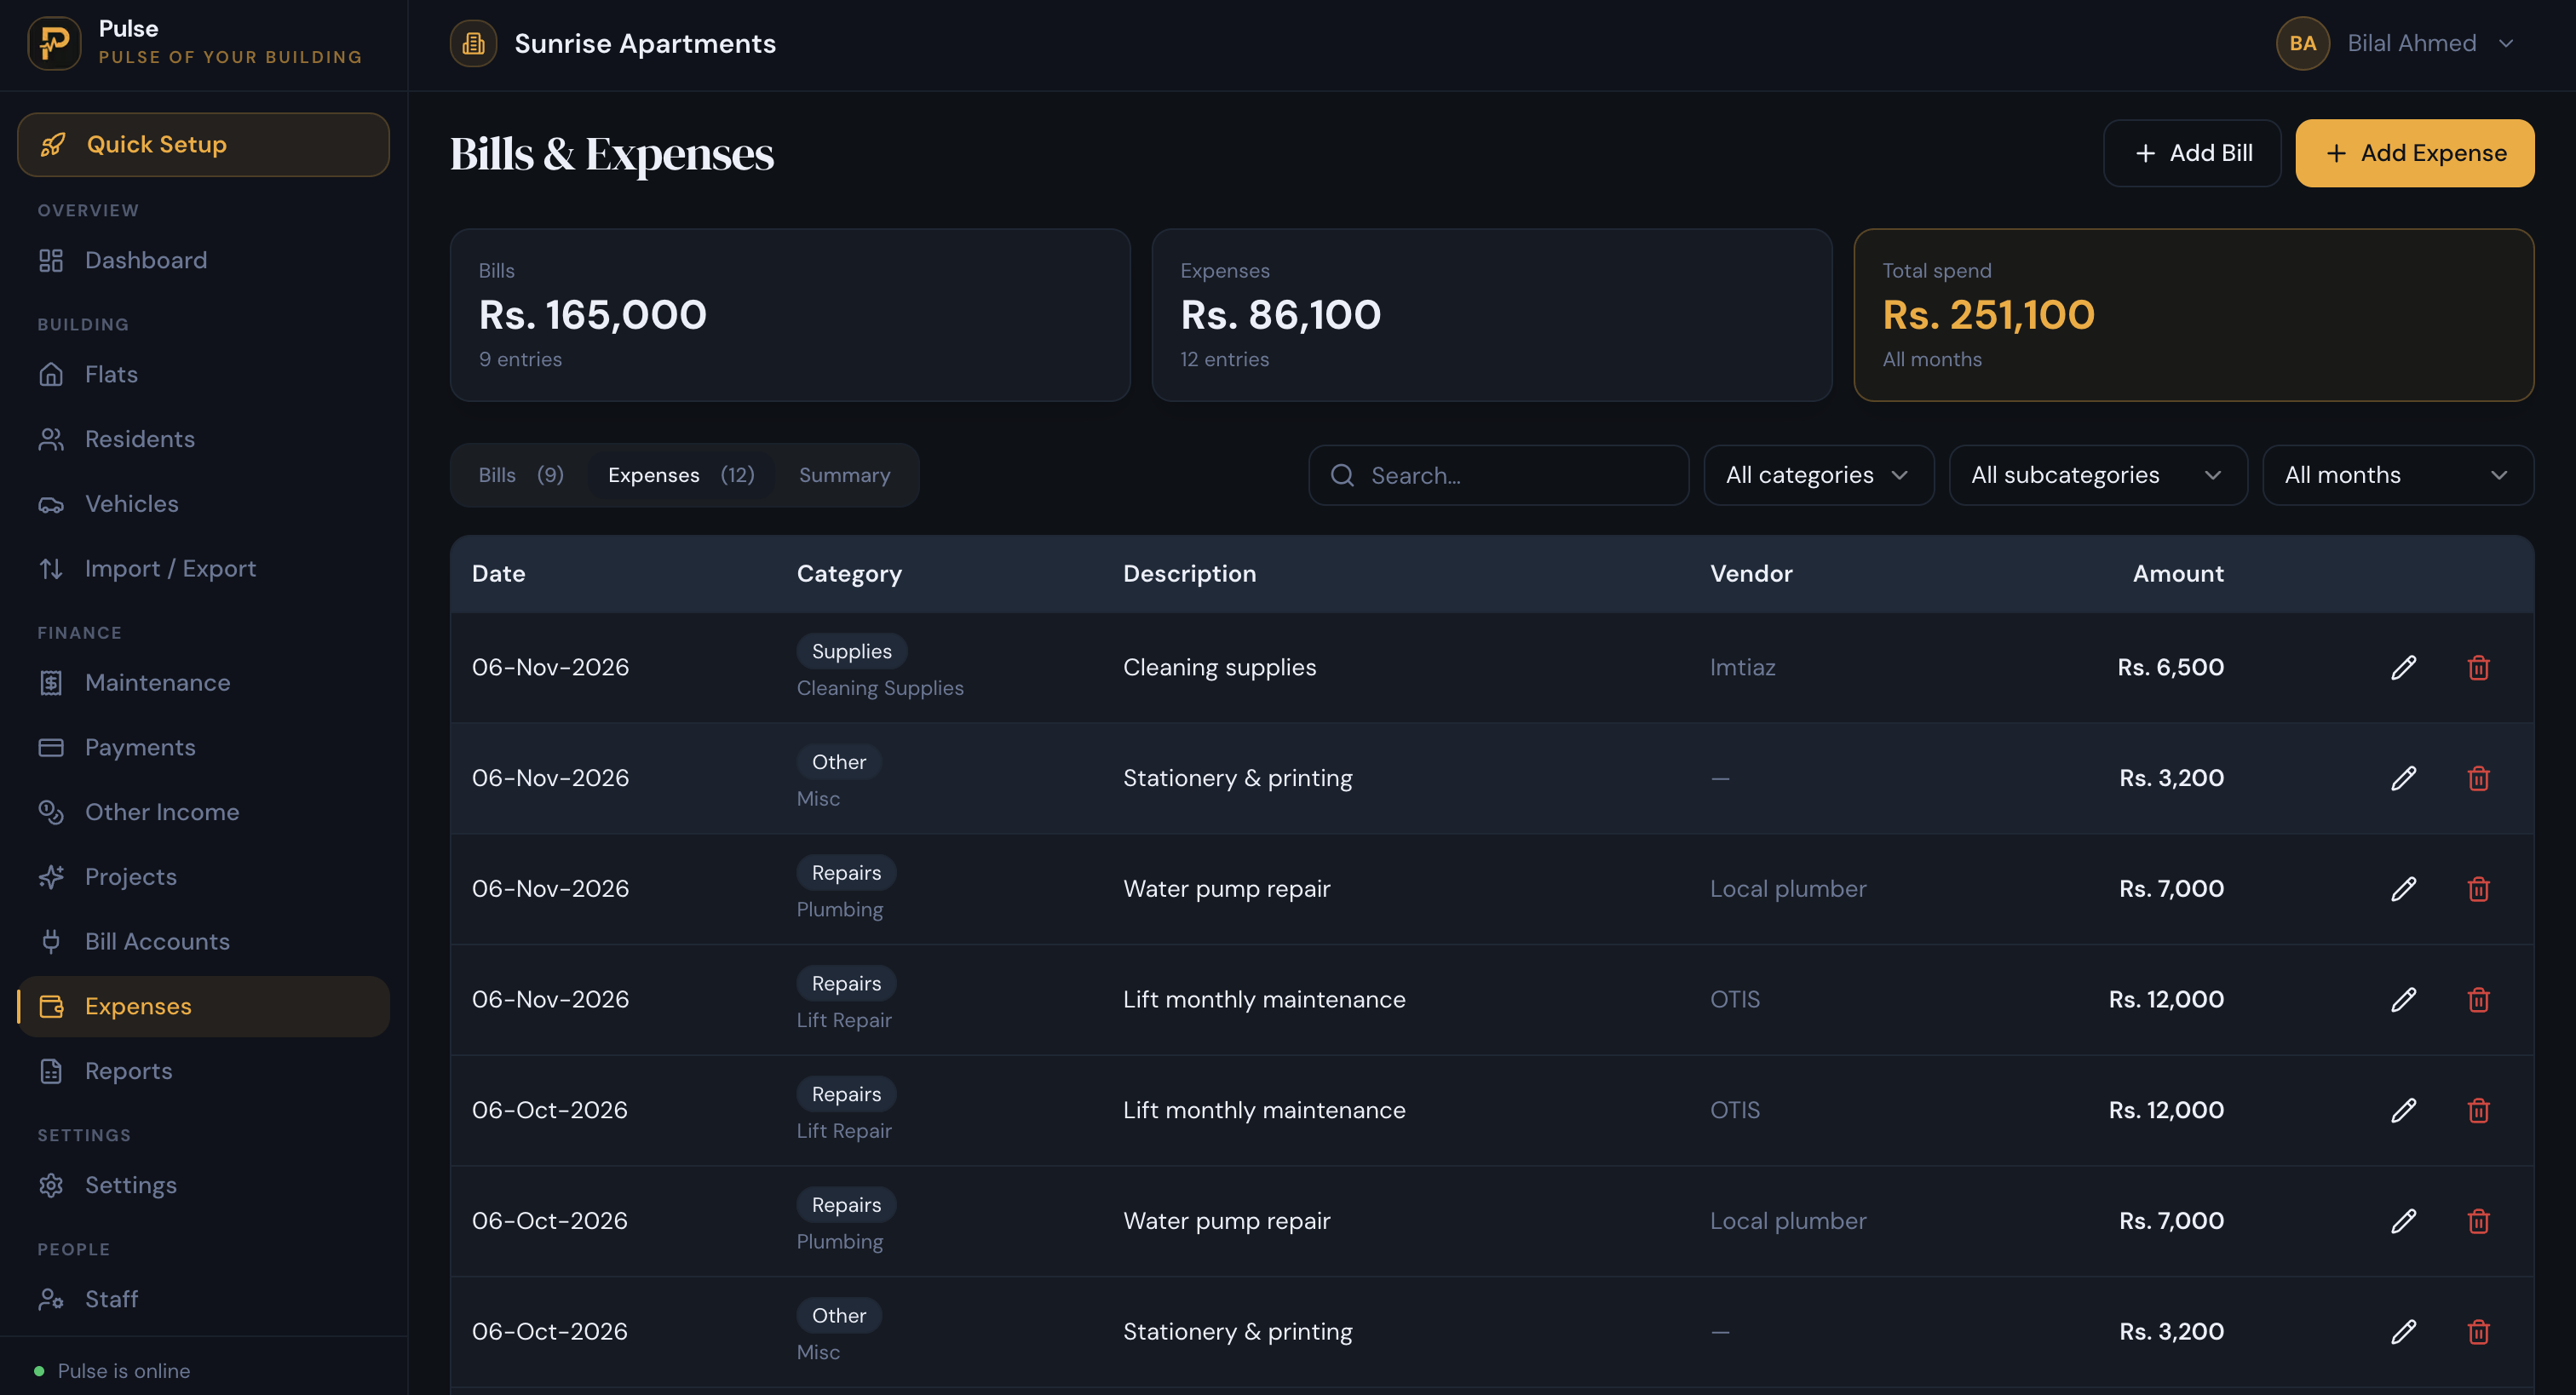 Pulse
PULSE OF YOUR BUILDING
Quick Setup
OVERVIEW
Dashboard
BUILDING
Flats
Residents
Vehicles
Import / Export
FINANCE
Maintenance
Payments
Other Income
Projects
Bill Accounts
Expenses
Reports
SETTINGS
Settings
PEOPLE
Staff
Pulse is online
Sunrise Apartments
BA Bilal Ahmed
Bills & Expenses
+ Add Bill
+ Add Expense
Bills
Rs. 165,000
9 entries
Expenses
Rs. 86,100
12 entries
Total spend
Rs. 251,100
All months
Bills (9) Expenses (12) Summary
Search... All categories All subcategories All months
Date Category Description Vendor Amount
06-Nov-2026 Supplies Cleaning supplies Imtiaz Rs. 6,500
Cleaning Supplies
06-Nov-2026 Other Stationery & printing — Rs. 3,200
Misc
06-Nov-2026 Repairs Water pump repair Local plumber Rs. 7,000
Plumbing
06-Nov-2026 Repairs Lift monthly maintenance OTIS Rs. 12,000
Lift Repair
06-Oct-2026 Repairs Lift monthly maintenance OTIS Rs. 12,000
Lift Repair
06-Oct-2026 Repairs Water pump repair Local plumber Rs. 7,000
Plumbing
06-Oct-2026 Other Stationery & printing — Rs. 3,200
Misc